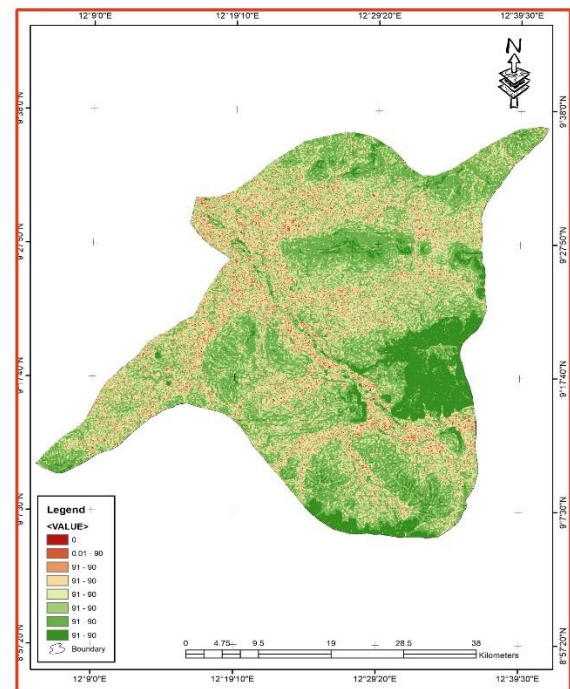 12°9'0"E 12°19'10"E 12°29'20"E 12°39'30"E
N
9°38'0"N 9°38'0"N
9°27'50"N 9°27'50"N
9°17'40"N 9°17'40"N
9°7'30"N 9°7'30"N
8°57'20"N 8°57'20"N
Legend
<VALUE>
0
0.01 - 90
91 - 90
91 - 90
91 - 90
91 - 90
91 - 90
91 - 90
Boundary
0 4.75 9.5 19 28.5 38
Kilometers
12°9'0"E 12°19'10"E 12°29'20"E 12°39'30"E